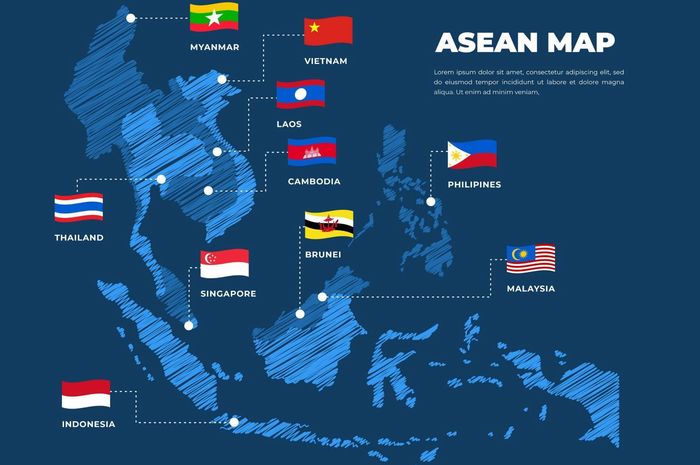 ASEAN MAP
Lorem ipsum dolor sit amet, consectetur adipiscing elit, sed
do eiusmod tempor incididunt ut labore et dolore magna
aliqua. Ut enim ad minim veniam,
MYANMAR
VIETNAM
LAOS
CAMBODIA
PHILIPINES
THAILAND
BRUNEI
SINGAPORE
MALAYSIA
INDONESIA